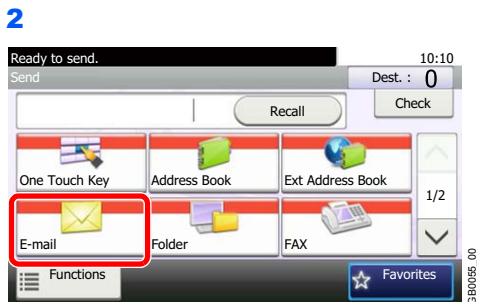 2
Ready to send. 10:10
Send Dest. : 0
Recall Check
One Touch Key Address Book Ext Address Book
1/2
E-mail Folder FAX
Functions Favorites
GB0055_00